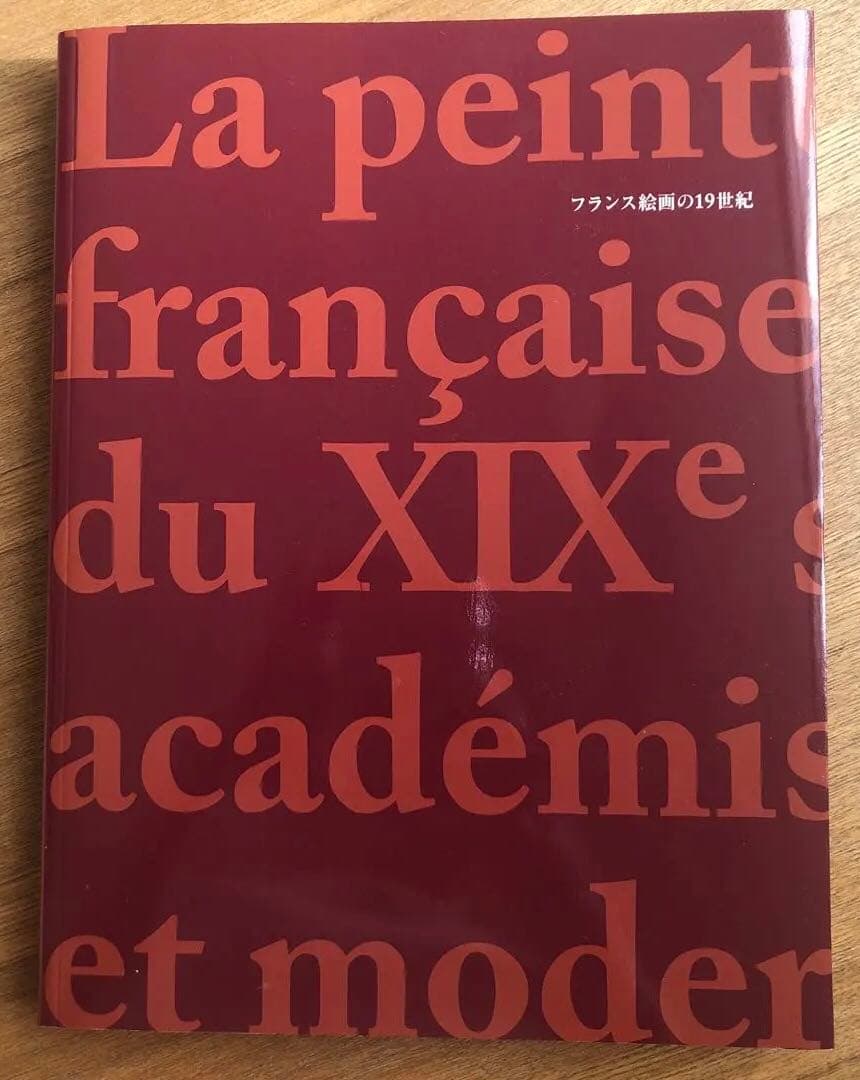 La peint
フランス絵画の19世紀
française
du XIXe s
académis
et moder